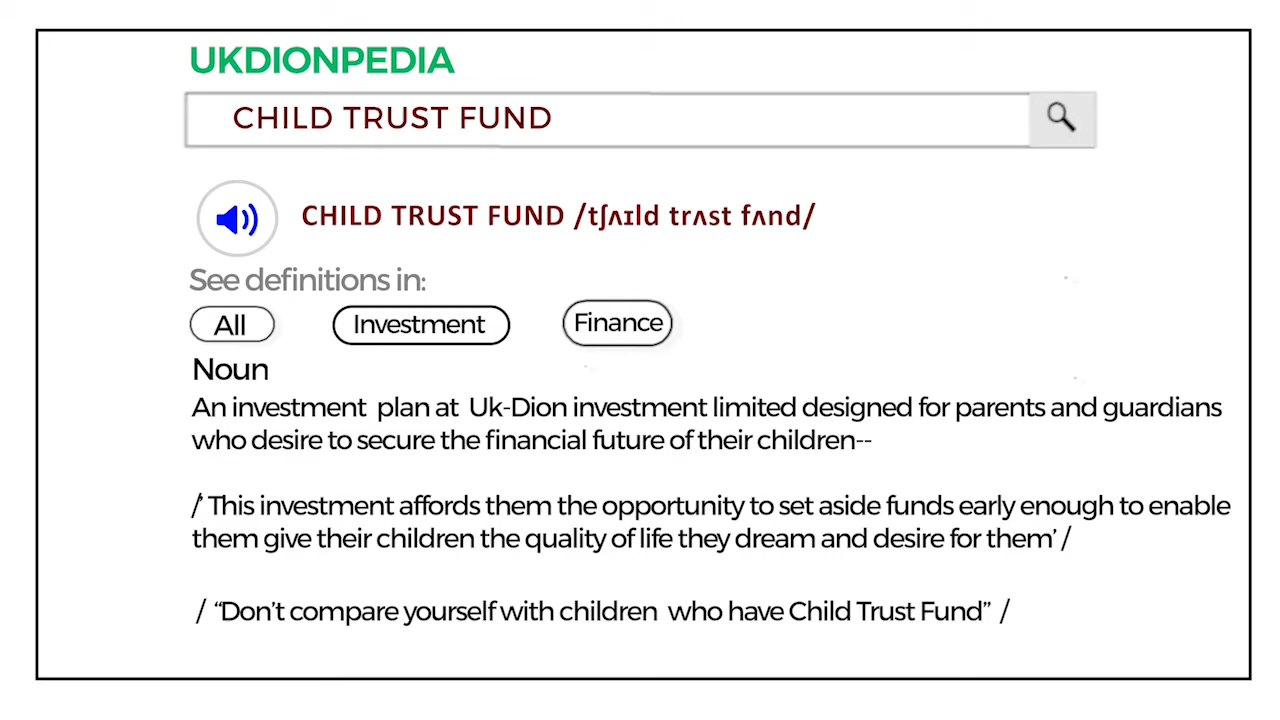 UKDIONPEDIA
CHILD TRUST FUND
CHILD TRUST FUND /tʃʌɪld trʌst fʌnd/
See definitions in:
All Investment Finance
Noun
An investment plan at Uk-Dion investment limited designed for parents and guardians
who desire to secure the financial future of their children--
/' This investment affords them the opportunity to set aside funds early enough to enable
them give their children the quality of life they dream and desire for them' /
/ “Don't compare yourself with children who have Child Trust Fund” /